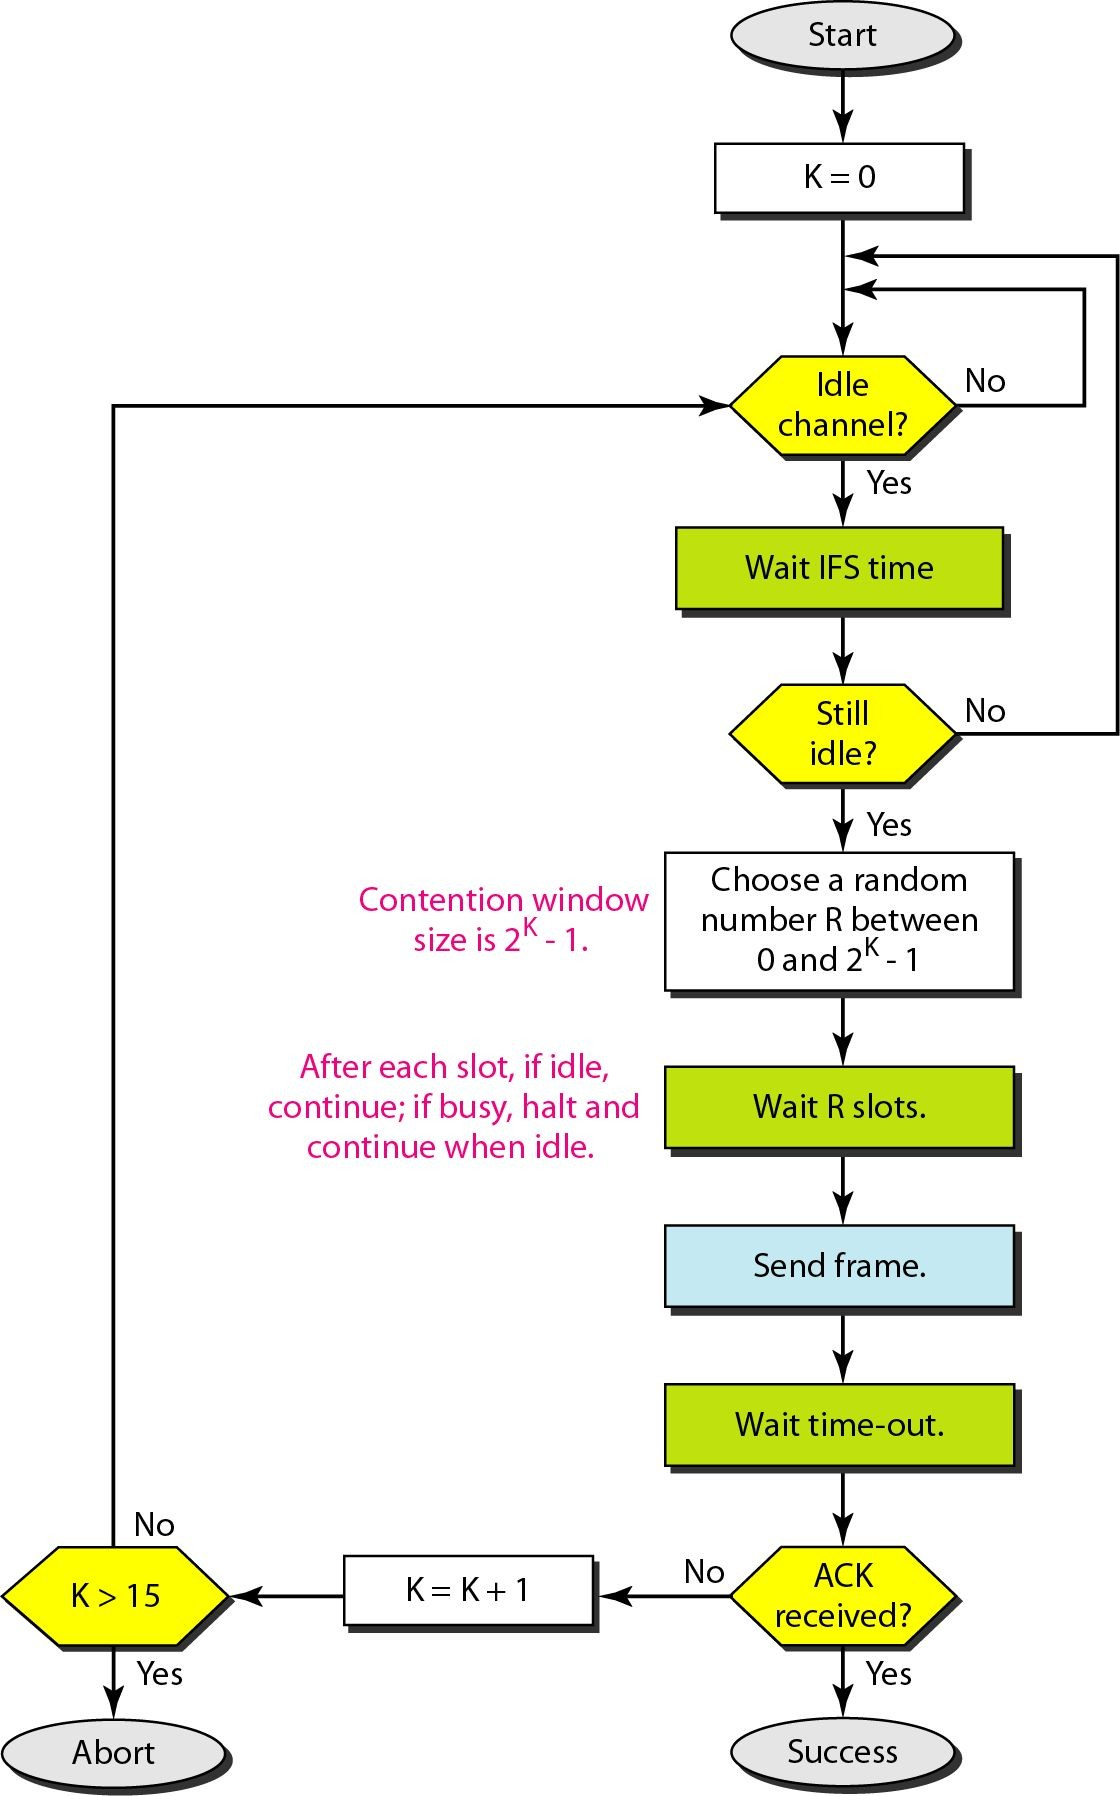 Start
K = 0
Idle
channel?
No
Yes
Wait IFS time
Still
idle?
No
Yes
Contention window
size is 2^K - 1.
Choose a random
number R between
0 and 2^K - 1
After each slot, if idle,
continue; if busy, halt and
continue when idle.
Wait R slots.
Send frame.
Wait time-out.
ACK
received?
No
Yes
K = K + 1
K > 15
No
Yes
Abort
Success